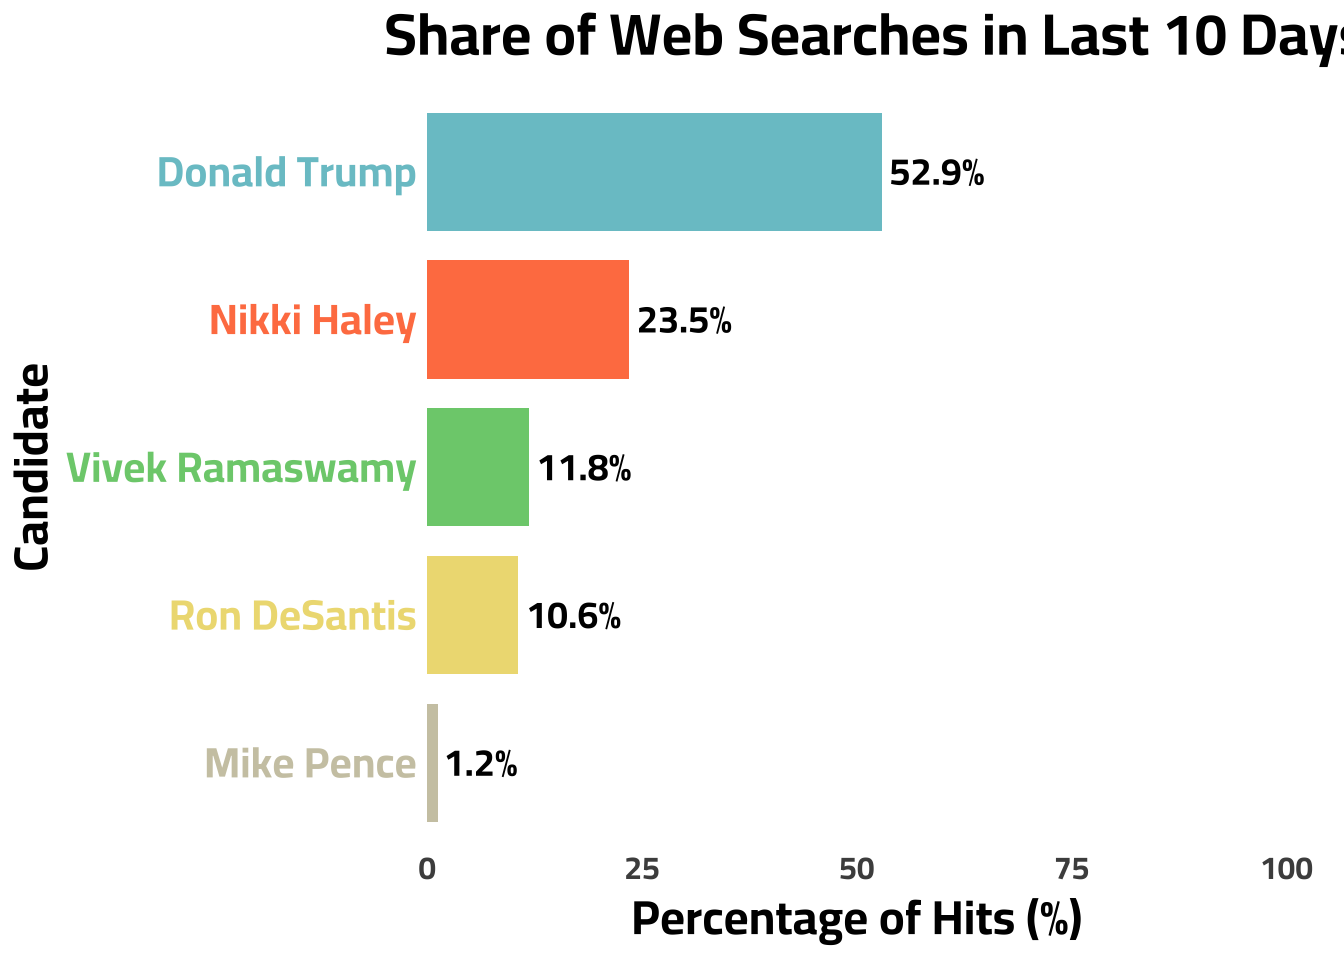 Share of Web Searches in Last 10 Days
Donald Trump 52.9%
Nikki Haley 23.5%
Vivek Ramaswamy 11.8%
Ron DeSantis 10.6%
Mike Pence 1.2%
Candidate
0 25 50 75 100
Percentage of Hits (%)